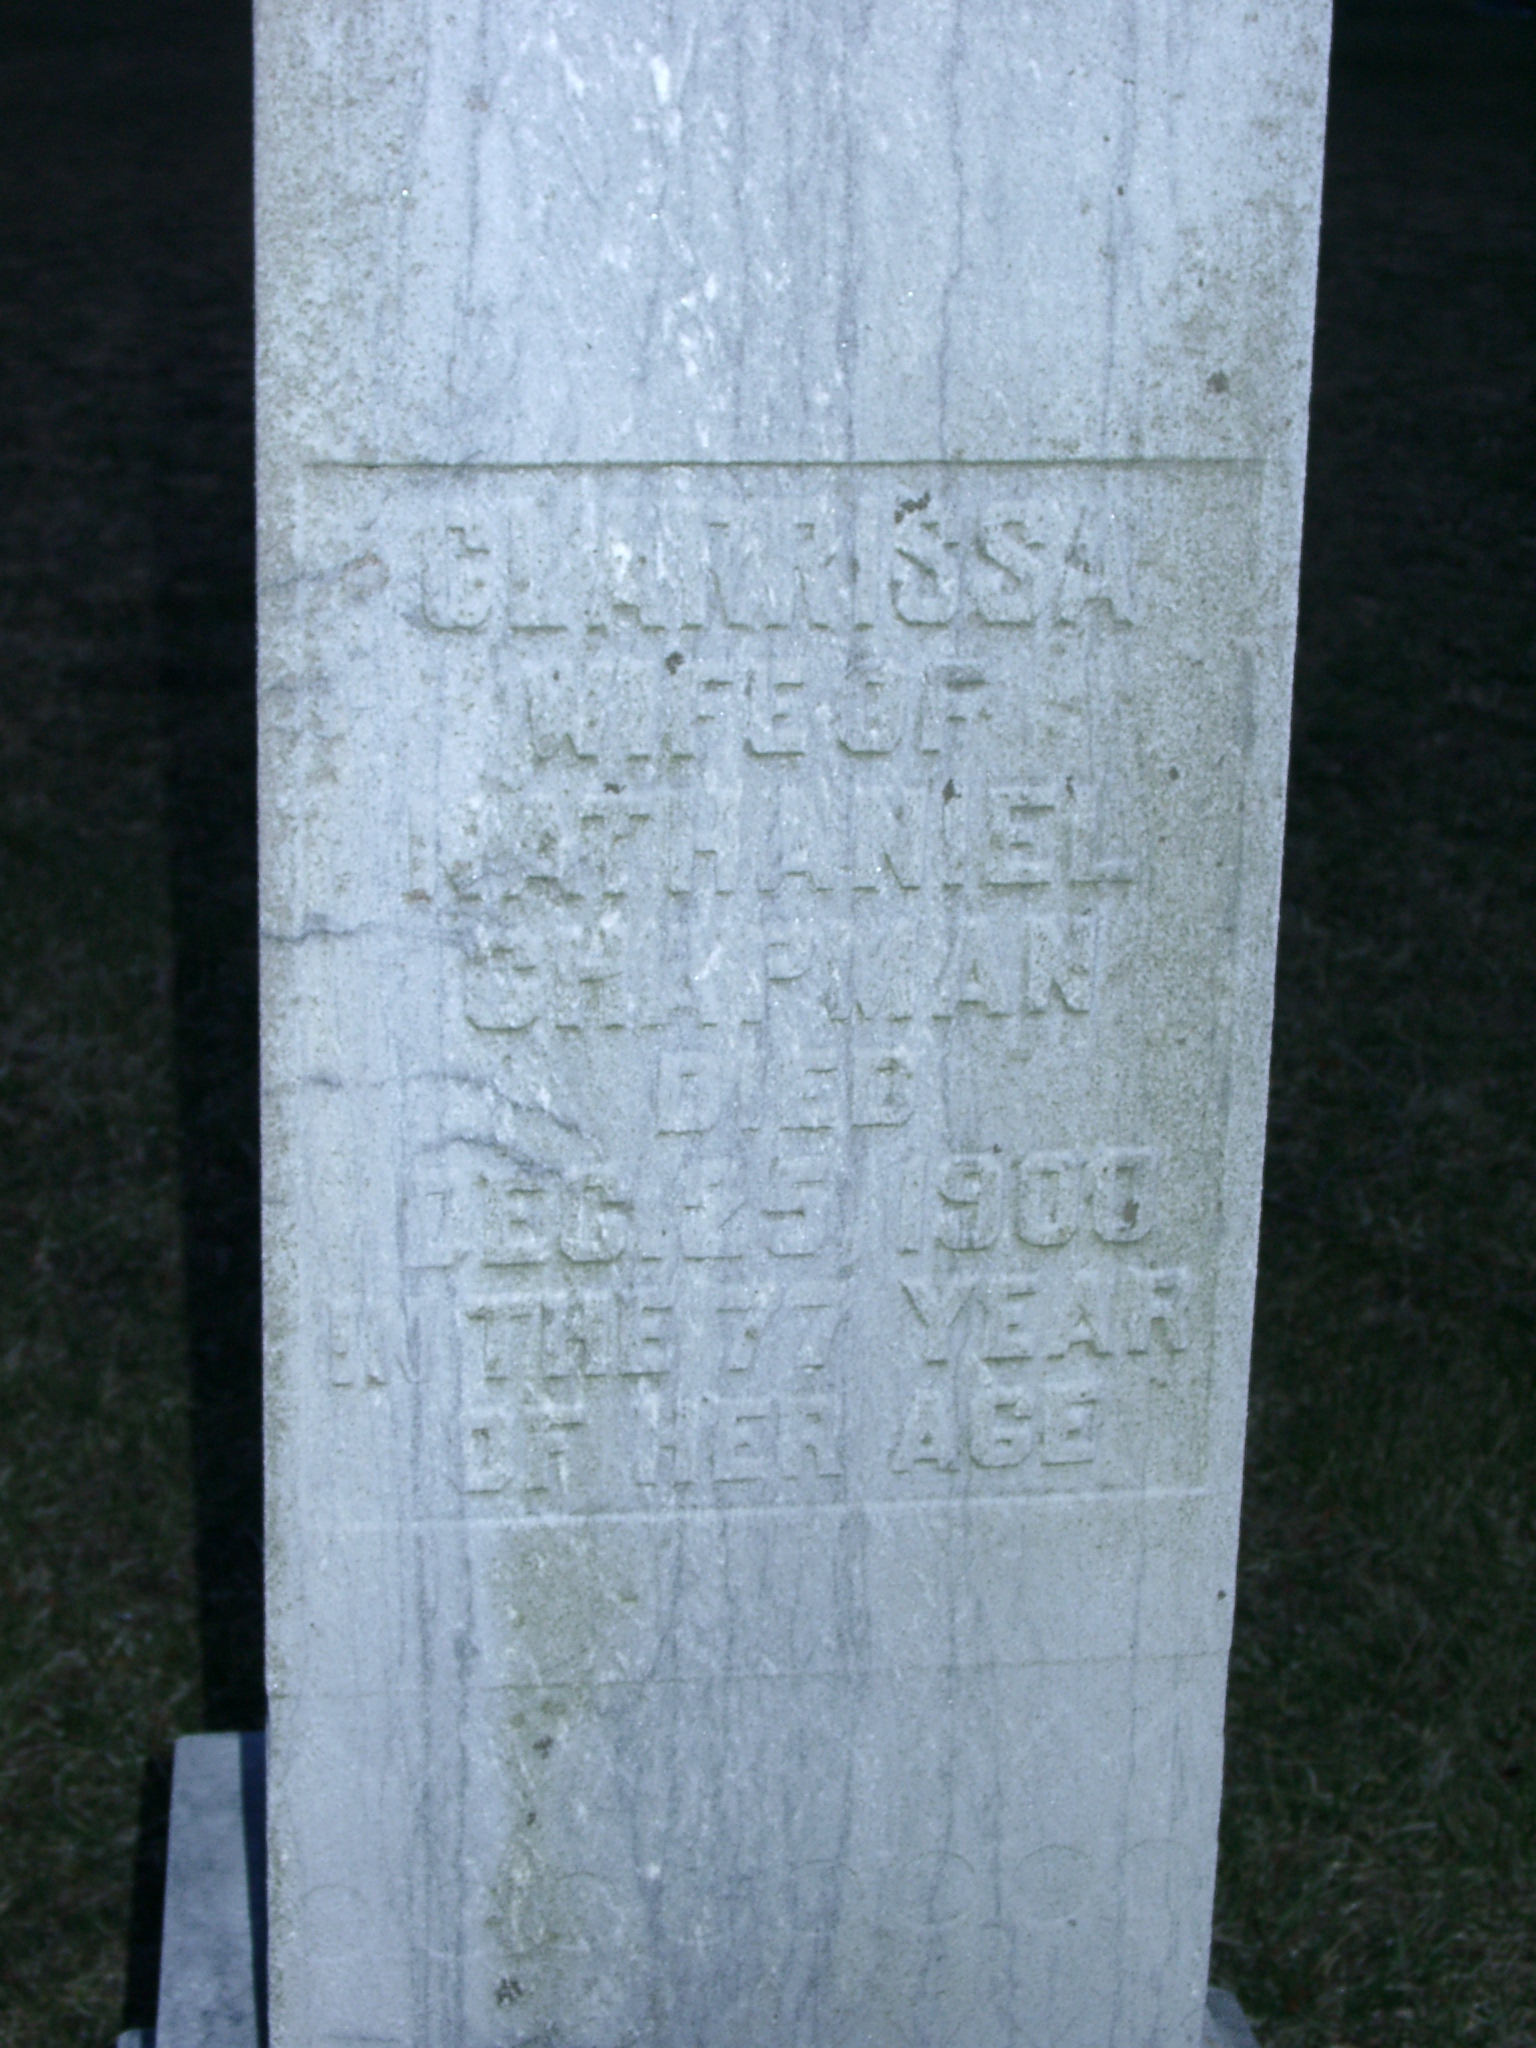 CLARRISSA
WIFE OF
NATHANIEL
CHAPMAN
DIED
DEC. 25, 1900
IN THE 77 YEAR
OF HER AGE